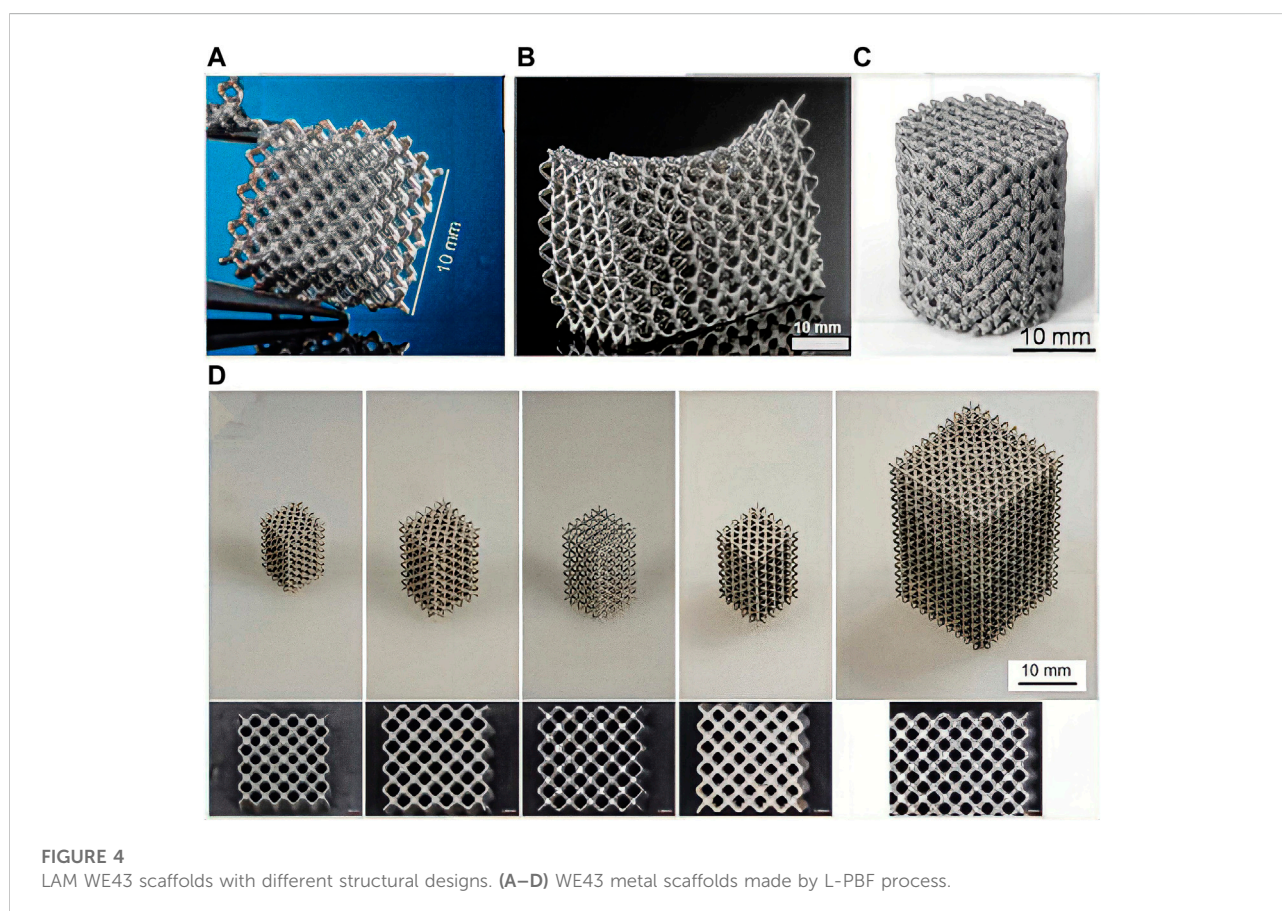 A
B
C
10 mm
10 mm
10 mm
D
10 mm
FIGURE 4
LAM WE43 scaffolds with different structural designs. (A–D) WE43 metal scaffolds made by L-PBF process.